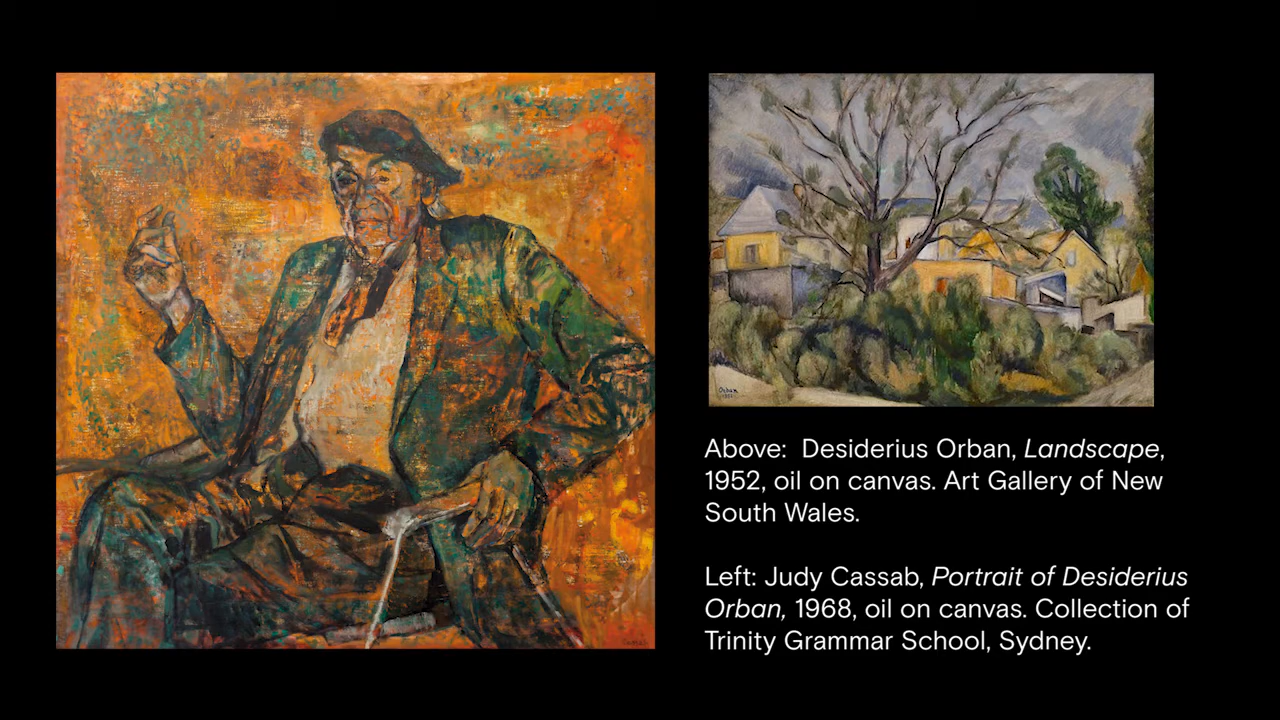 Orban
Above:  Desiderius Orban, Landscape,
1952, oil on canvas. Art Gallery of New
South Wales.
Left: Judy Cassab, Portrait of Desiderius
Orban, 1968, oil on canvas. Collection of
Trinity Grammar School, Sydney.